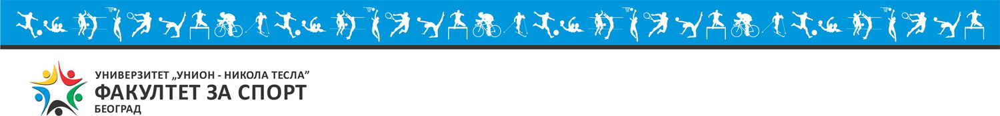 УНИВЕРЗИТЕТ „УНИОН - НИКОЛА ТЕСЛА”
ФАКУЛТЕТ ЗА СПОРТ
БЕОГРАД